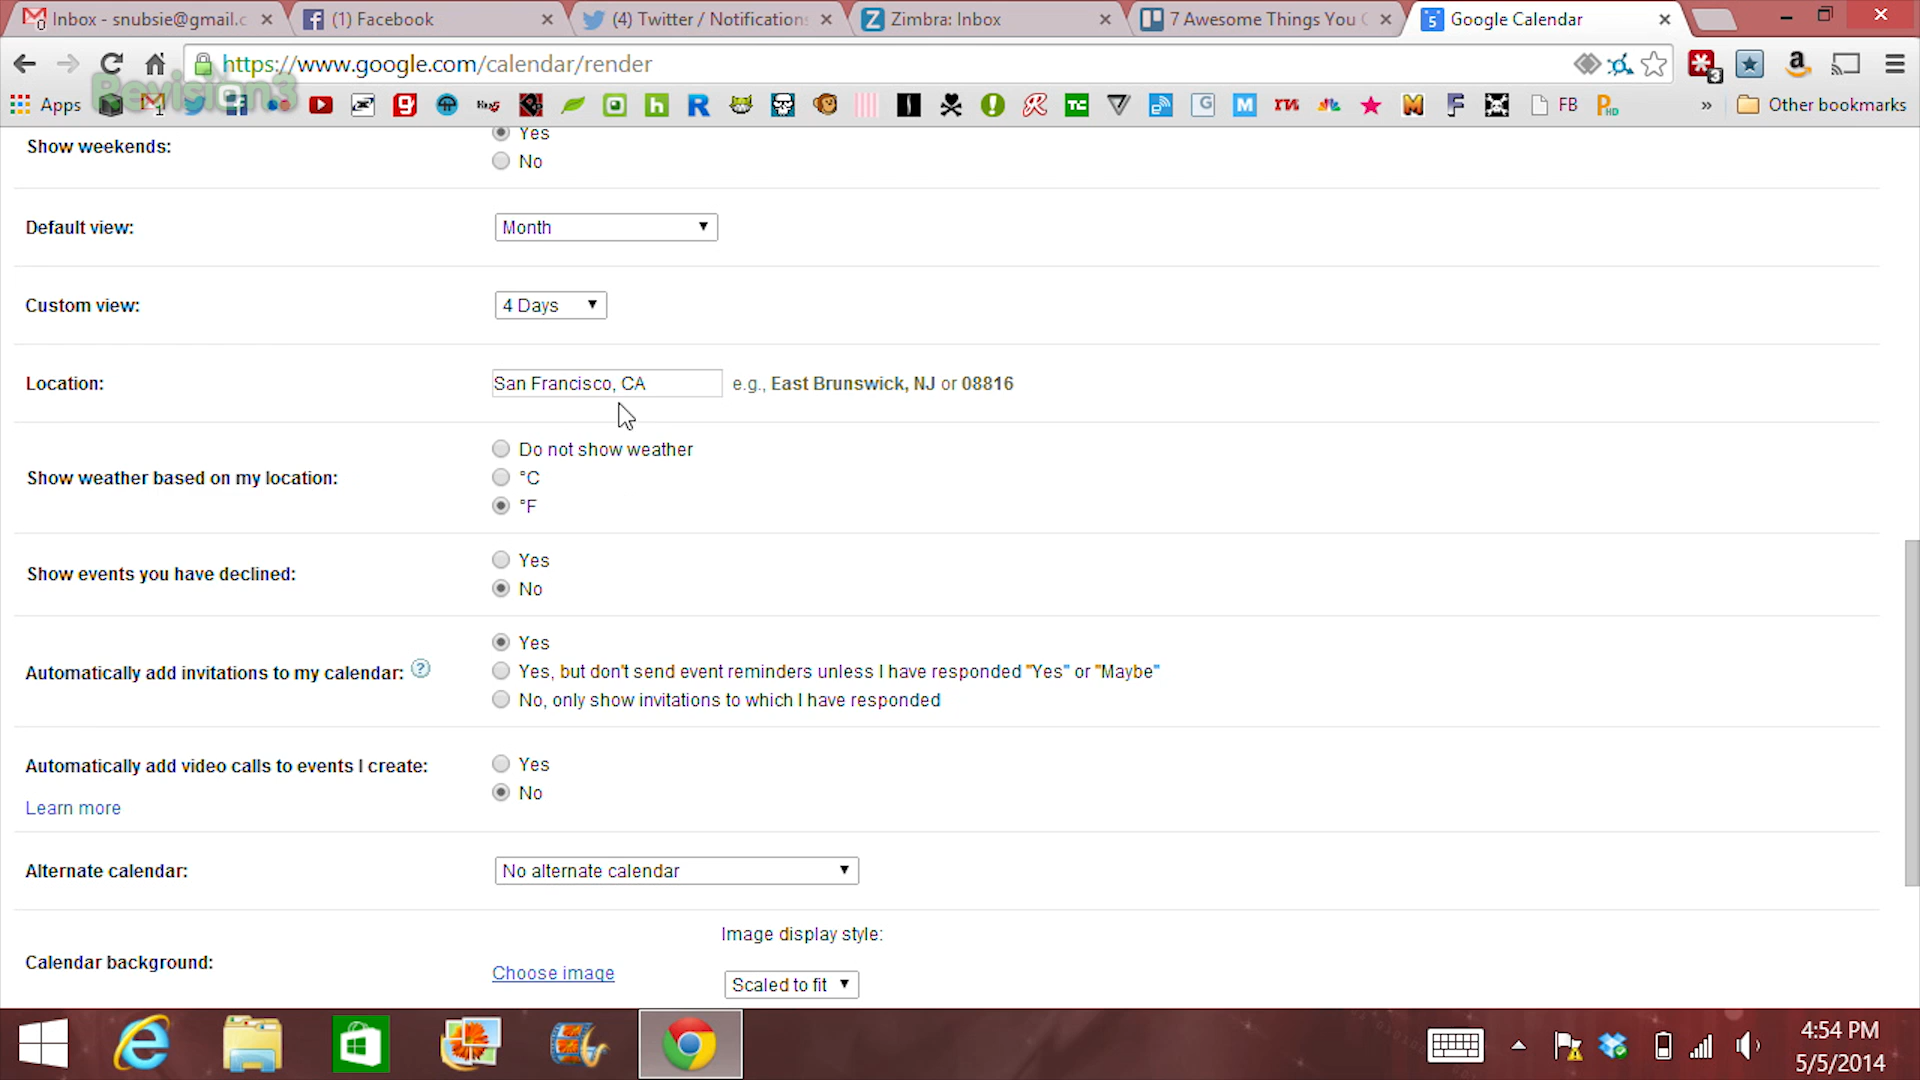 Inbox - snubsie@gmail.c
(1) Facebook
(4) Twitter / Notifications
Zimbra: Inbox
7 Awesome Things You C
5
Google Calendar
https://www.google.com/calendar/render
3
Revision3
Apps
FB
Other bookmarks
Show weekends:
Yes
No
Default view:
Month
Custom view:
4 Days
Location:
San Francisco, CA
e.g., East Brunswick, NJ or 08816
Show weather based on my location:
Do not show weather
°C
°F
Show events you have declined:
Yes
No
Automatically add invitations to my calendar:
Yes
Yes, but don't send event reminders unless I have responded "Yes" or "Maybe"
No, only show invitations to which I have responded
Automatically add video calls to events I create:
Learn more
Yes
No
Alternate calendar:
No alternate calendar
Calendar background:
Choose image
Image display style:
Scaled to fit
4:54 PM
5/5/2014